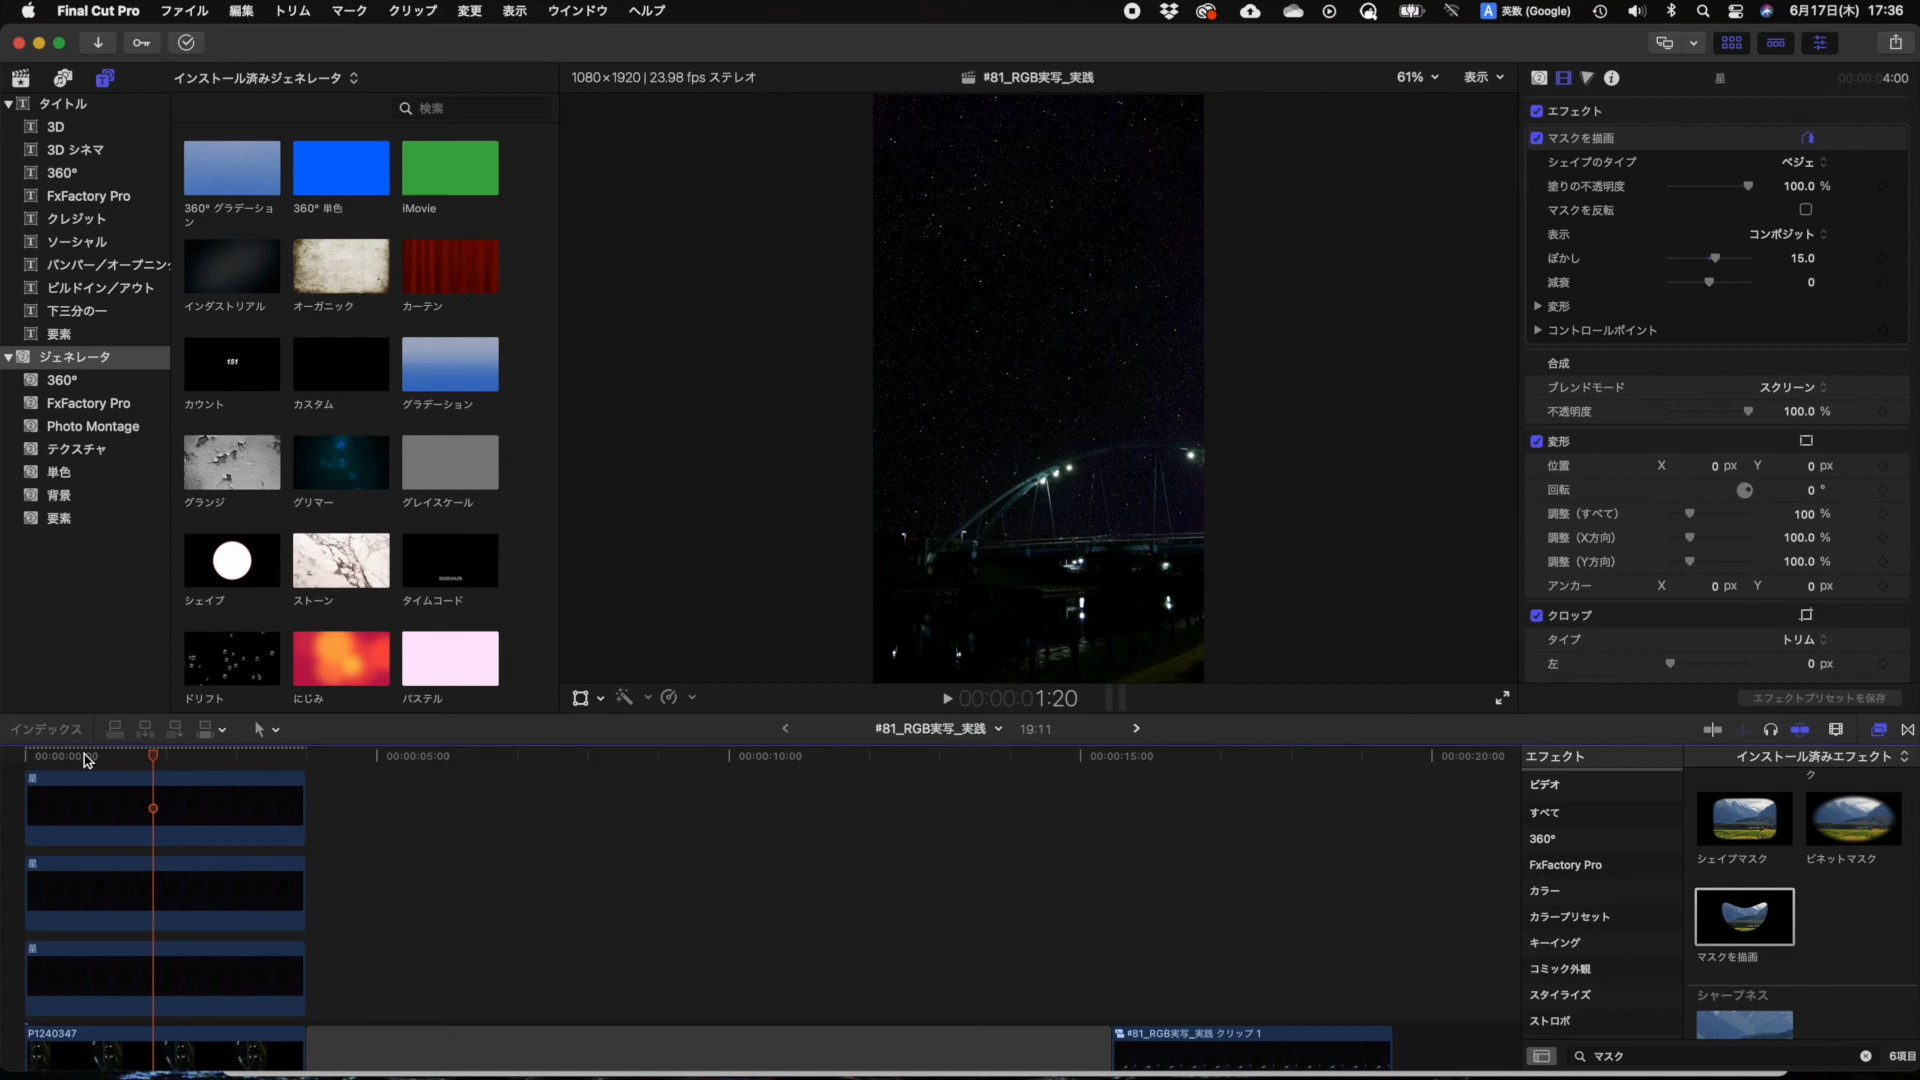 Final Cut Pro ファイル 編集 トリム マーク クリップ 変更 表示 ウインドウ ヘルプ
A 英数 (Google) 6月17日(木) 17:36
インストール済みジェネレータ
1080×1920 | 23.98 fps ステレオ
#81_RGB実写_実践
61% 表示
星
00:00:04:00
タイトル
3D
3D シネマ
360°
FxFactory Pro
クレジット
ソーシャル
バンパー／オープニング
ビルドイン／アウト
下三分の一
要素
ジェネレータ
360°
FxFactory Pro
Photo Montage
テクスチャ
単色
背景
要素
検索
360° グラデーション
360° 単色
iMovie
インダストリアル
オーガニック
カーテン
151
カウント
カスタム
グラデーション
グランジ
グリマー
グレイスケール
シェイプ
ストーン
タイムコード
ドリフト
にじみ
パステル
エフェクト
マスクを描画
シェイプのタイプ ベジェ
塗りの不透明度 100.0 %
マスクを反転
表示 コンポジット
ぼかし 15.0
減衰 0
変形
コントロールポイント
合成
ブレンドモード スクリーン
不透明度 100.0 %
変形
位置 X 0 px Y 0 px
回転 0 °
調整（すべて） 100 %
調整（X方向） 100.0 %
調整（Y方向） 100.0 %
アンカー X 0 px Y 0 px
クロップ
タイプ トリム
左 0 px
エフェクトプリセットを保存
00:00:01:20
インデックス
#81_RGB実写_実践 19:11
00:00:00:00 00:00:05:00 00:00:10:00 00:00:15:00 00:00:20:00
星
星
星
P1240347
#81_RGB実写_実践 クリップ 1
エフェクト
インストール済みエフェクト
ビデオ
すべて
360°
FxFactory Pro
カラー
カラープリセット
キーイング
コミック外観
スタイライズ
ストロボ
ク
シェイプマスク
ビネットマスク
マスクを描画
シャープネス
マスク
6項目